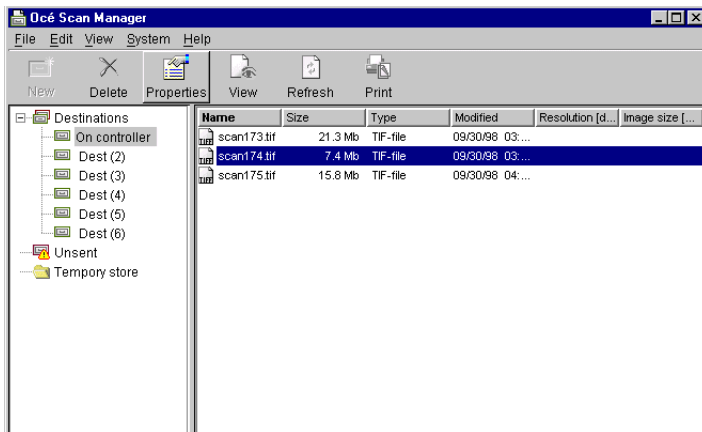 Océ Scan Manager
File Edit View System Help
New Delete Properties View Refresh Print
Destinations
On controller
Dest (2)
Dest (3)
Dest (4)
Dest (5)
Dest (6)
Unsent
Tempory store
Name Size Type Modified Resolution [d... Image size [...
TIFF scan173.tif 21.3 Mb TIF-file 09/30/98 03:...
TIFF scan174.tif 7.4 Mb TIF-file 09/30/98 03:...
TIFF scan175.tif 15.8 Mb TIF-file 09/30/98 04:...